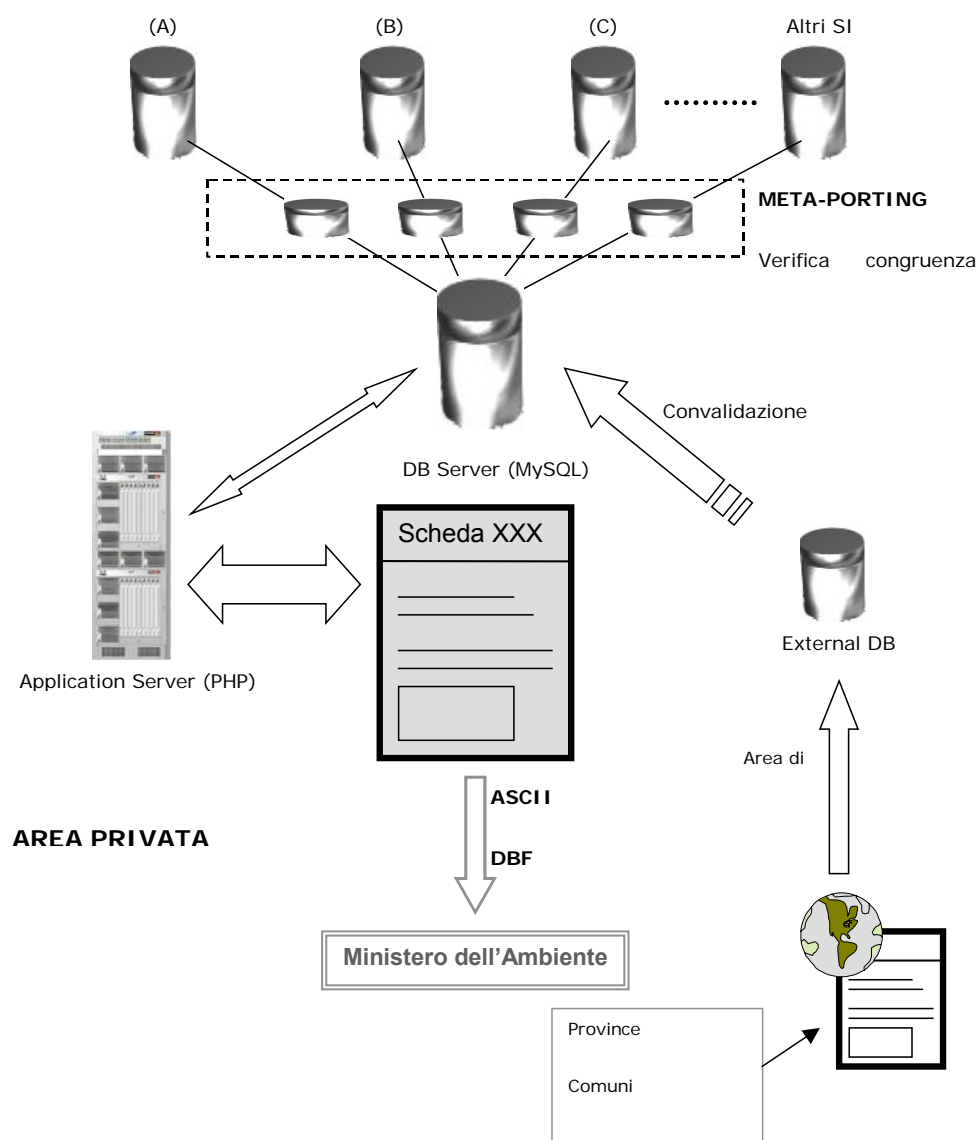 (A) (B) (C) Altri SI
META-PORTING
Verifica congruenza
Convalidazione
DB Server (MySQL)
Scheda XXX
External DB
Application Server (PHP)
Area di
ASCII
AREA PRIVATA
DBF
Ministero dell'Ambiente
Province
Comuni